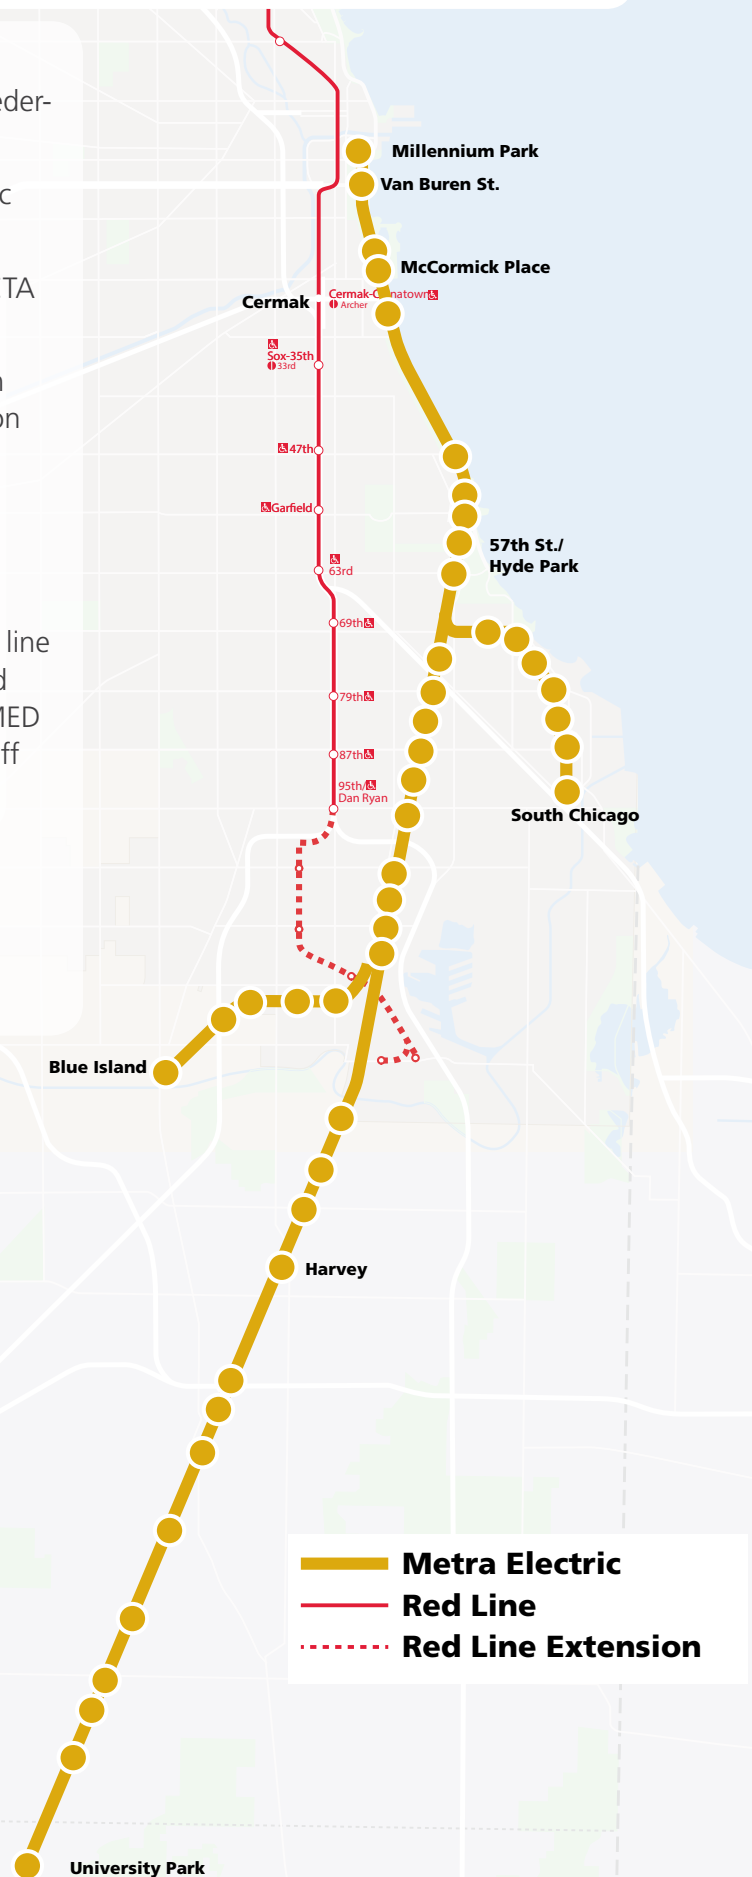 eder-
c
TA
n
on
line
d
MED
ff
Millennium Park
Van Buren St.
McCormick Place
Cermak
Cermak-Chinatown
Archer
Sox-35th
33rd
47th
Garfield
57th St./
Hyde Park
63rd
69th
79th
87th
95th/
Dan Ryan
South Chicago
Blue Island
Harvey
Metra Electric
Red Line
Red Line Extension
University Park